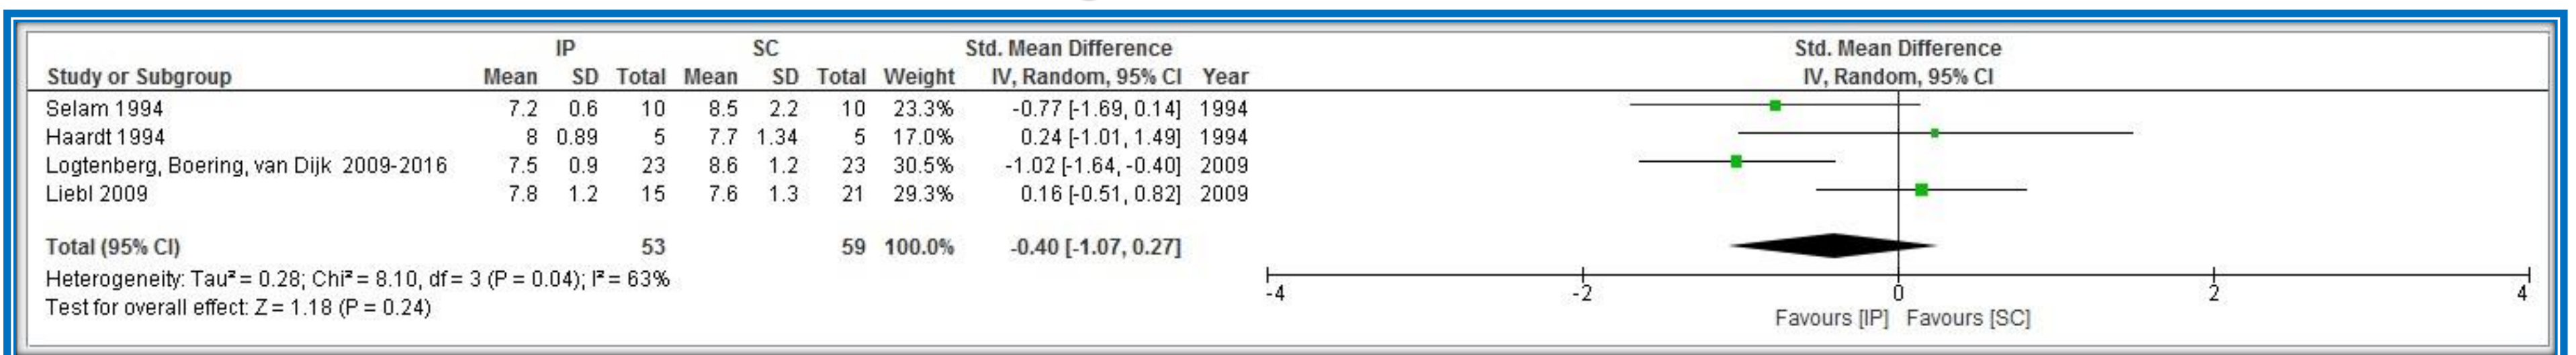 IP SC Std. Mean Difference Std. Mean Difference
Study or Subgroup Mean SD Total Mean SD Total Weight IV, Random, 95% CI Year IV, Random, 95% CI
Selam 1994 7.2 0.6 10 8.5 2.2 10 23.3% -0.77 [-1.69, 0.14] 1994
Haardt 1994 8 0.89 5 7.7 1.34 5 17.0% 0.24 [-1.01, 1.49] 1994
Logtenberg, Boering, van Dijk 2009-2016 7.5 0.9 23 8.6 1.2 23 30.5% -1.02 [-1.64, -0.40] 2009
Liebl 2009 7.8 1.2 15 7.6 1.3 21 29.3% 0.16 [-0.51, 0.82] 2009
Total (95% CI) 53 59 100.0% -0.40 [-1.07, 0.27]
Heterogeneity: Tau² = 0.28; Chi² = 8.10, df = 3 (P = 0.04); I² = 63%
Test for overall effect: Z = 1.18 (P = 0.24)
-4 -2 0 2 4
Favours [IP] Favours [SC]